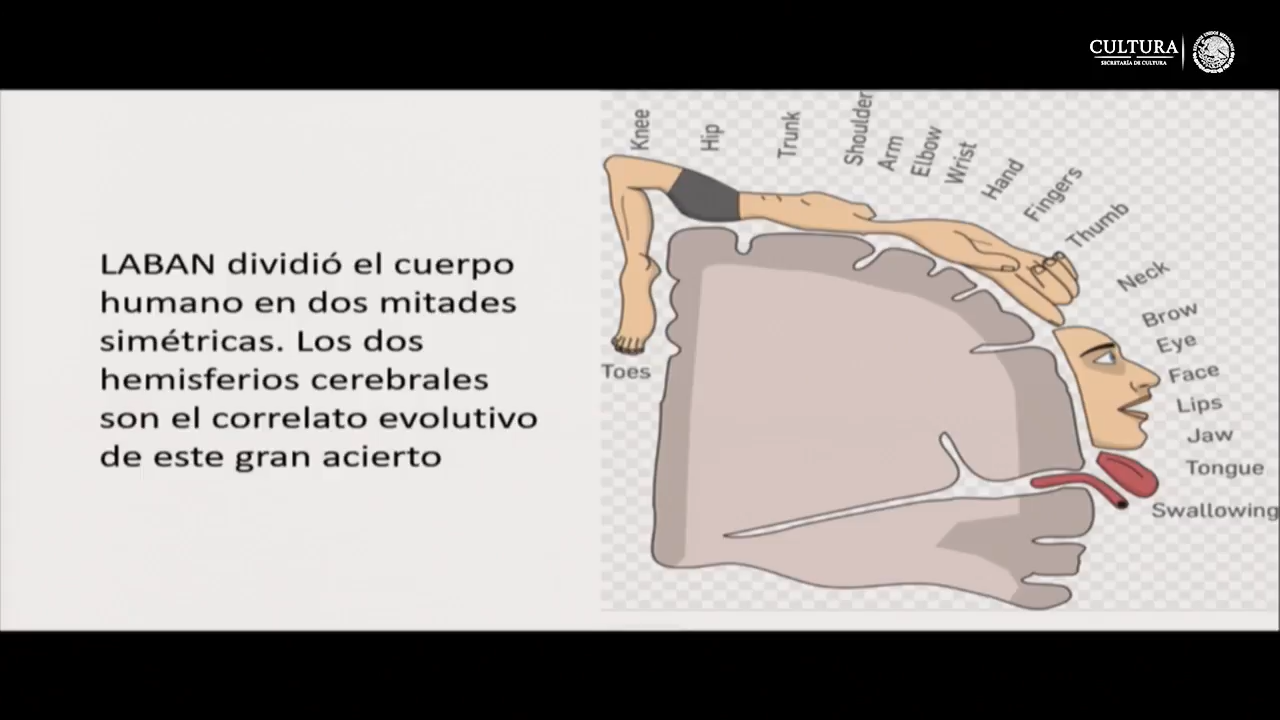 CULTURA
SECRETARÍA DE CULTURA
LABAN dividió el cuerpo
humano en dos mitades
simétricas. Los dos
hemisferios cerebrales
son el correlato evolutivo
de este gran acierto
Knee
Hip
Trunk
Shoulder
Arm
Elbow
Wrist
Hand
Fingers
Thumb
Neck
Brow
Eye
Face
Lips
Jaw
Tongue
Swallowing
Toes